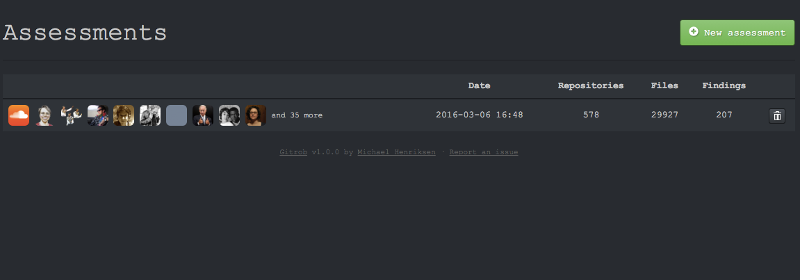 Assessments
New assessment
Date Repositories Files Findings
and 35 more 2016-03-06 16:48 578 29927 207
Gitrob v1.0.0 by Michael Henriksen · Report an issue